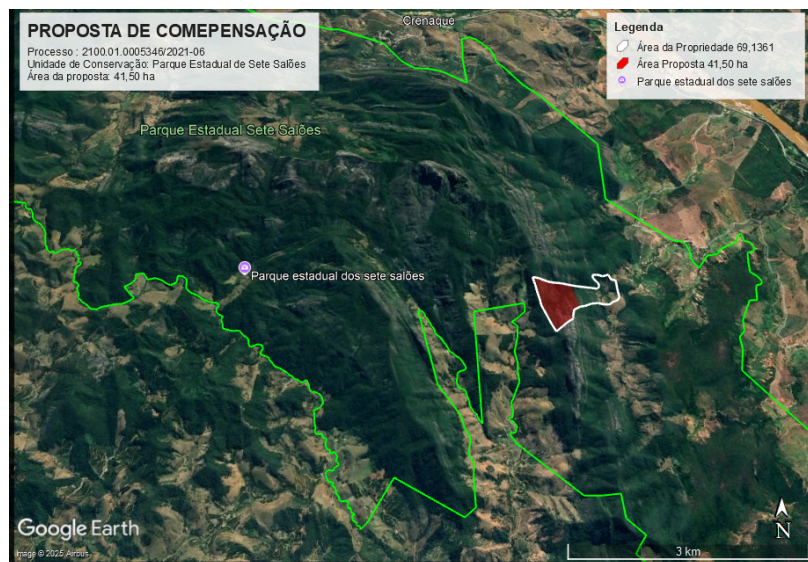 PROPOSTA DE COMEPENSAÇÃO
Processo : 2100.01.0005346/2021-06
Unidade de Conservação: Parque Estadual de Sete Salões
Área da proposta: 41,50 ha
Crenaque
Legenda
Área da Propriedade 69,1361
Área Proposta 41,50 ha
Parque estadual dos sete salões
Parque Estadual Sete Salões
Parque estadual dos sete salões
Google Earth
Image © 2025 Airbus
N
3 km